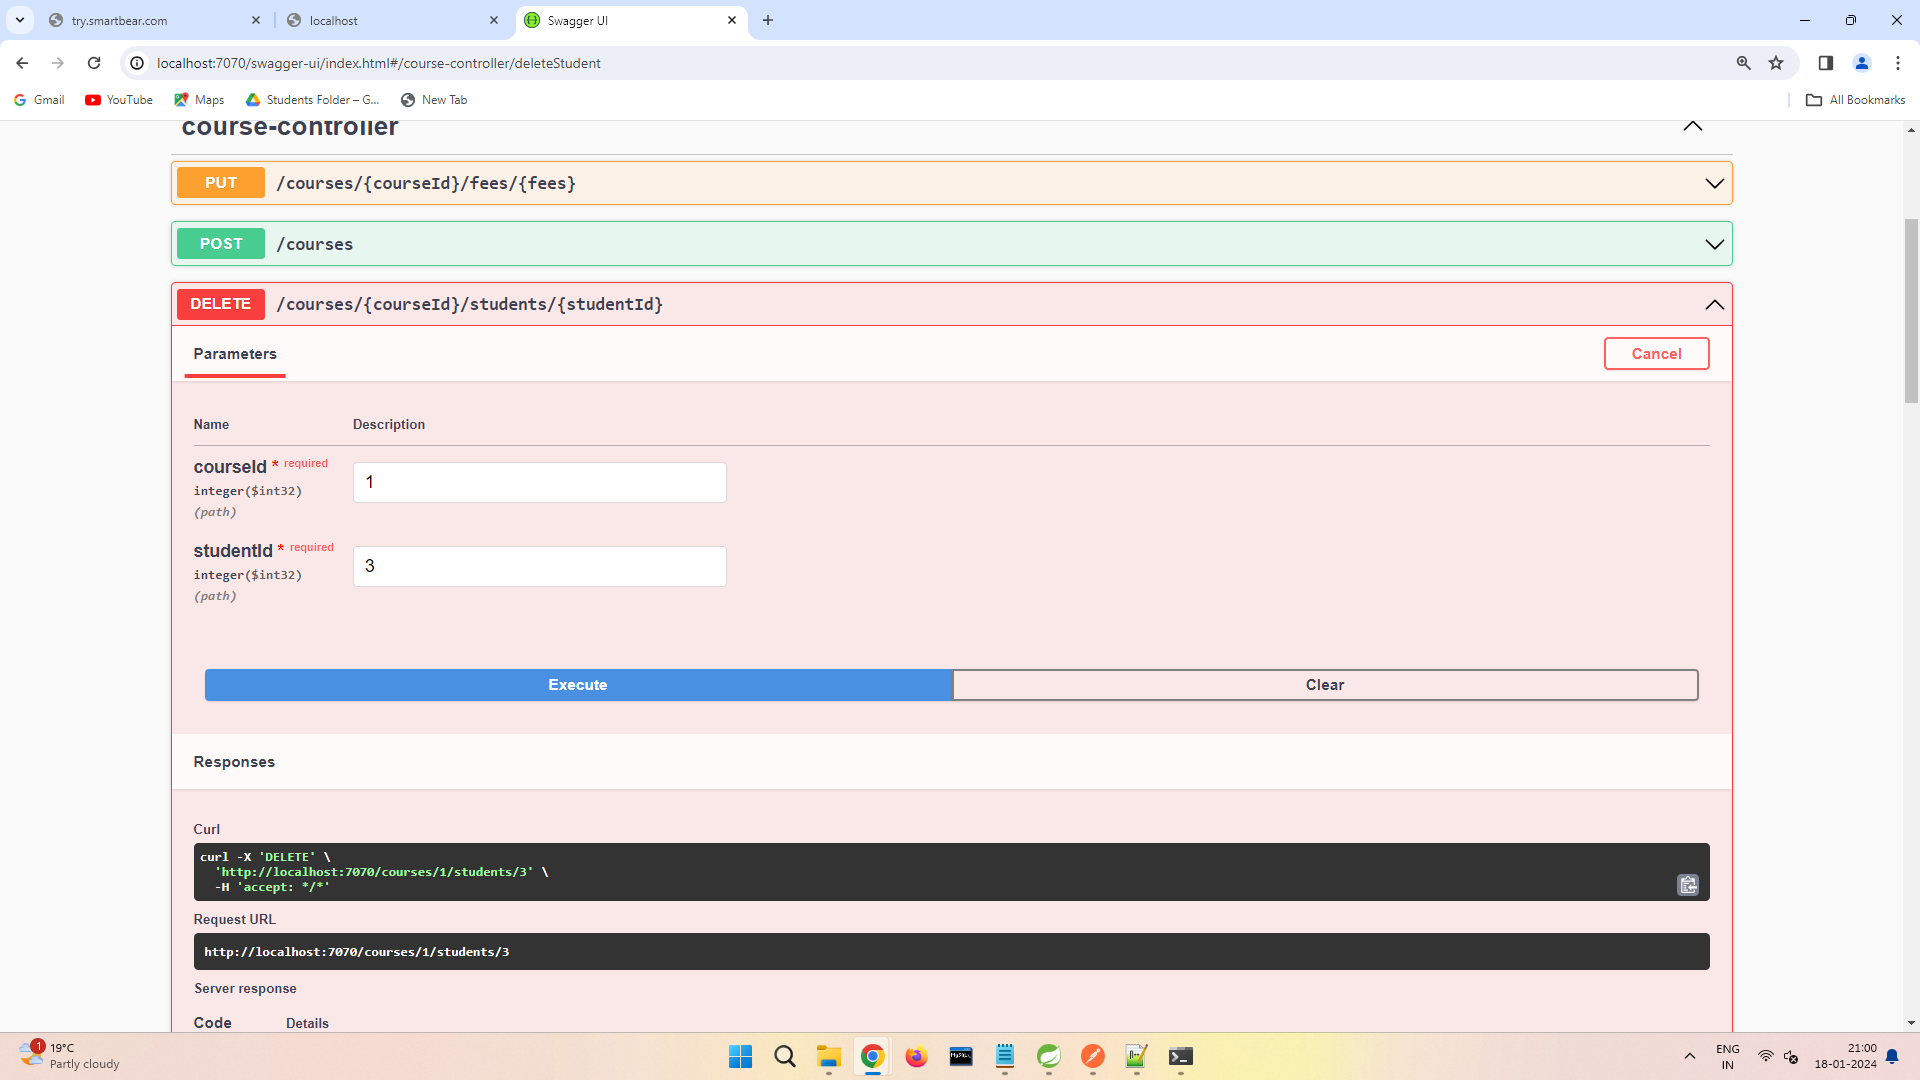 try.smartbear.com
localhost
Swagger UI
localhost:7070/swagger-ui/index.html#/course-controller/deleteStudent
Gmail
YouTube
Maps
Students Folder – G...
New Tab
All Bookmarks
course-controller
PUT /courses/{courseId}/fees/{fees}
POST /courses
DELETE /courses/{courseId}/students/{studentId}
Parameters
Cancel
Name Description
courseId * required
integer($int32)
(path)
1
studentId * required
integer($int32)
(path)
3
Execute
Clear
Responses
Curl
curl -X 'DELETE' \
'http://localhost:7070/courses/1/students/3' \
-H 'accept: */*'
Request URL
http://localhost:7070/courses/1/students/3
Server response
Code Details
1
19°C
Partly cloudy
MySQL
ENG
IN
21:00
18-01-2024